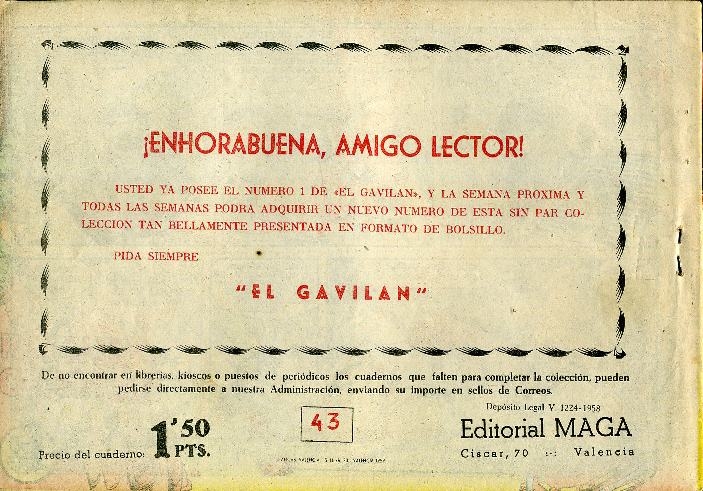 ¡ENHORABUENA, AMIGO LECTOR!
USTED YA POSEE EL NUMERO 1 DE «EL GAVILAN», Y LA SEMANA PROXIMA Y
TODAS LAS SEMANAS PODRA ADQUIRIR UN NUEVO NUMERO DE ESTA SIN PAR CO-
LECCION TAN BELLAMENTE PRESENTADA EN FORMATO DE BOLSILLO.
PIDA SIEMPRE
"EL GAVILAN"
De no encontrar en librerías, kioscos o puestos de periódicos los cuadernos que falten para completar la colección, pueden
pedirse directamente a nuestra Administración, enviando su importe en sellos de Correos.
Precio del cuaderno: 1'50 PTS.
43
Depósito Legal V. 1224-1958
Editorial MAGA
Ciscar, 70 :-: Valencia